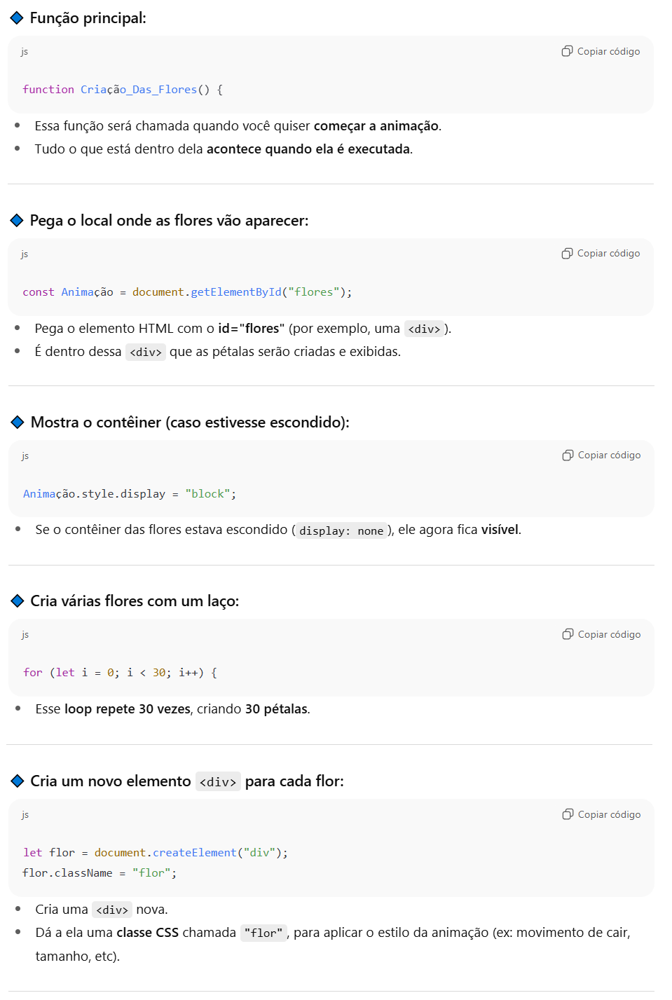 Função principal:
js
Copiar código
function Criação_Das_Flores() {
Essa função será chamada quando você quiser começar a animação.
Tudo o que está dentro dela acontece quando ela é executada.
Pega o local onde as flores vão aparecer:
js
Copiar código
const Animação = document.getElementById("flores");
Pega o elemento HTML com o id="flores" (por exemplo, uma <div>).
É dentro dessa <div> que as pétalas serão criadas e exibidas.
Mostra o contêiner (caso estivesse escondido):
js
Copiar código
Animação.style.display = "block";
Se o contêiner das flores estava escondido (display: none), ele agora fica visível.
Cria várias flores com um laço:
js
Copiar código
for (let i = 0; i < 30; i++) {
Esse loop repete 30 vezes, criando 30 pétalas.
Cria um novo elemento <div> para cada flor:
js
Copiar código
let flor = document.createElement("div");
flor.className = "flor";
Cria uma <div> nova.
Dá a ela uma classe CSS chamada "flor", para aplicar o estilo da animação (ex: movimento de cair,
tamanho, etc).